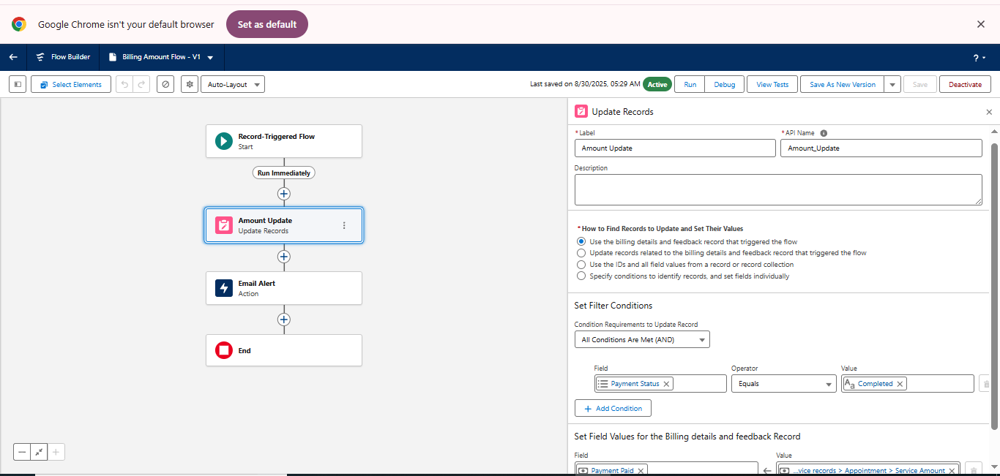 Google Chrome isn't your default browser
Set as default
Flow Builder
Billing Amount Flow - V1
?
Select Elements
Auto-Layout
Last saved on 8/30/2025, 05:29 AM
Active
Run
Debug
View Tests
Save As New Version
Save
Deactivate
Record-Triggered Flow
Start
Run Immediately
Amount Update
Update Records
Email Alert
Action
End
Update Records
*Label
*API Name
Amount Update
Amount_Update
Description
*How to Find Records to Update and Set Their Values
Use the billing details and feedback record that triggered the flow
Update records related to the billing details and feedback record that triggered the flow
Use the IDs and all field values from a record or record collection
Specify conditions to identify records, and set fields individually
Set Filter Conditions
Condition Requirements to Update Record
All Conditions Are Met (AND)
Field
Operator
Value
Payment Status
Equals
Aa Completed
+ Add Condition
Set Field Values for the Billing details and feedback Record
Field
Value
Payment Paid
...vice records > Appointment > Service Amount